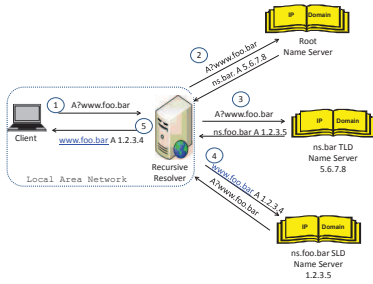 IP Domain
Root
Name Server
2
A?www.foo.bar
ns.bar. A 5.6.7.8
1
A?www.foo.bar
5
www.foo.bar A 1.2.3.4
Client
Recursive
Resolver
Local Area Network
3
A?www.foo.bar
ns.foo.bar A 1.2.3.5
IP Domain
ns.bar TLD
Name Server
5.6.7.8
4
www.foo.bar A 1.2.3.4
A?www.foo.bar
IP Domain
ns.foo.bar SLD
Name Server
1.2.3.5